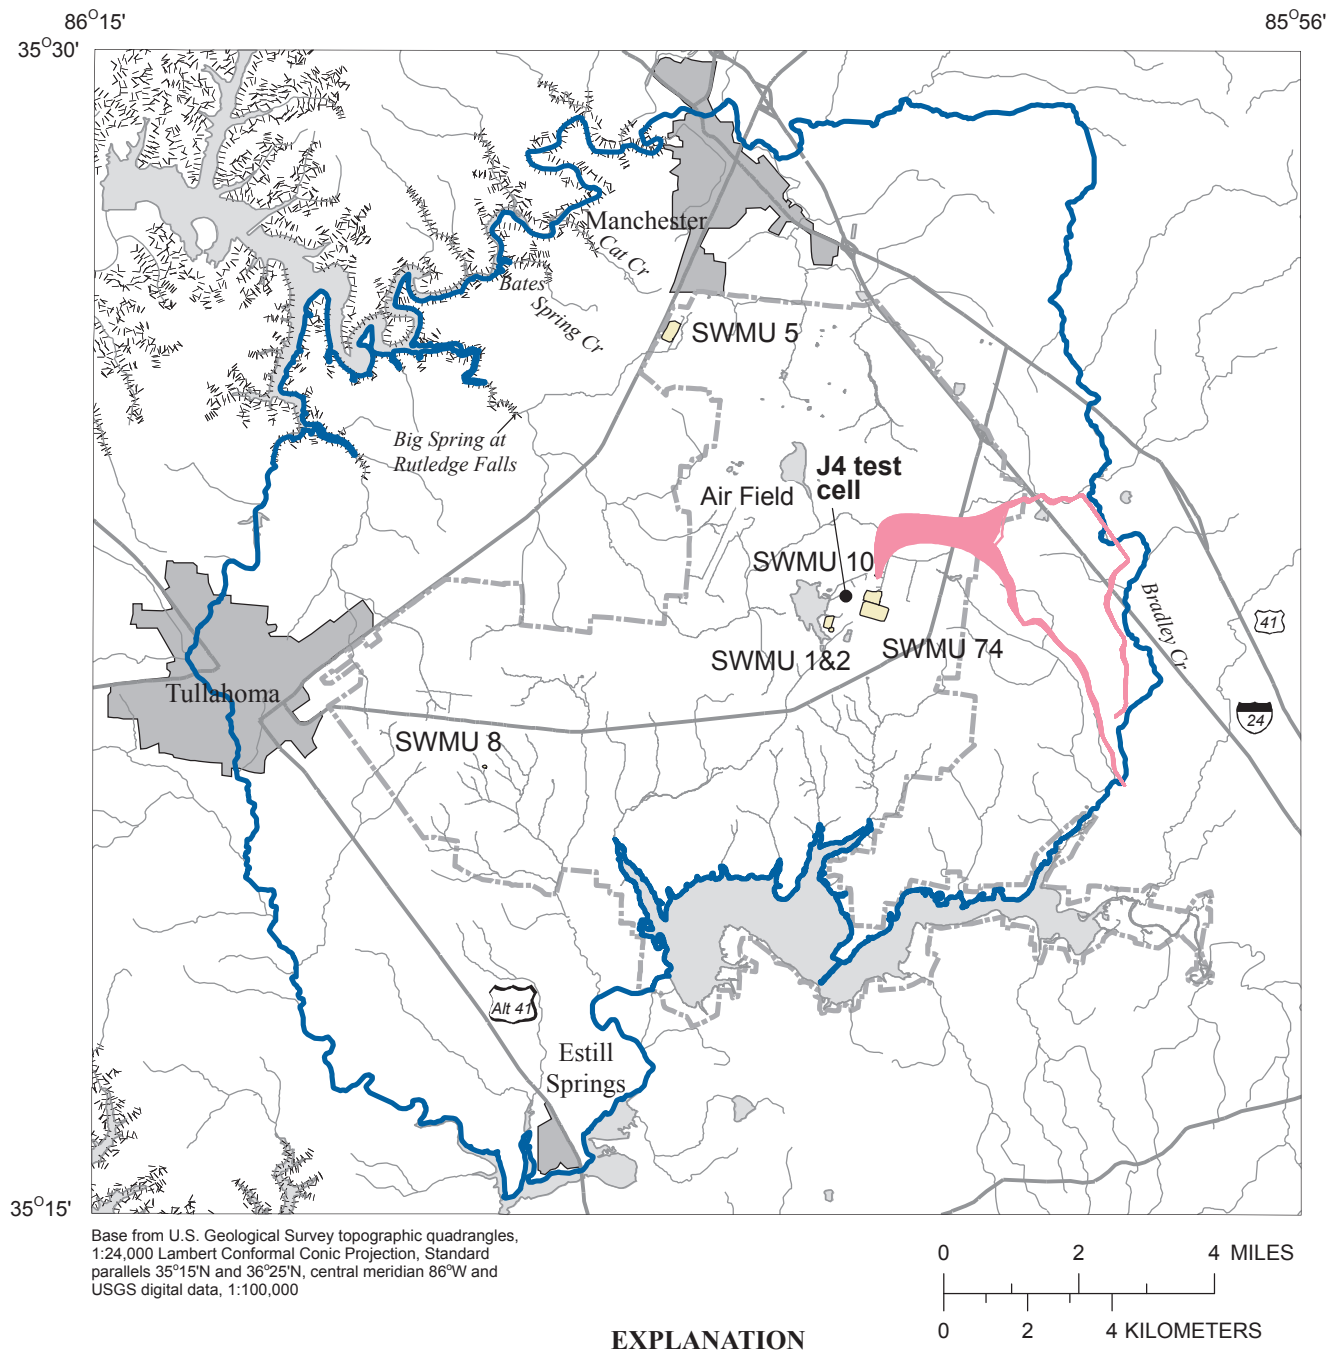 86°15'
85°56'
35°30'
Manchester
Cat Cr
Bates
Spring Cr
SWMU 5
Big Spring at
Rutledge Falls
J4 test
cell
Air Field
SWMU 10
Bradley Cr
41
SWMU 1&2
SWMU 74
Tullahoma
24
SWMU 8
Alt 41
Estill
Springs
35°15'
Base from U.S. Geological Survey topographic quadrangles,
1:24,000 Lambert Conformal Conic Projection, Standard
parallels 35°15'N and 36°25'N, central meridian 86°W and
USGS digital data, 1:100,000
0 2 4 MILES
0 2 4 KILOMETERS
EXPLANATION